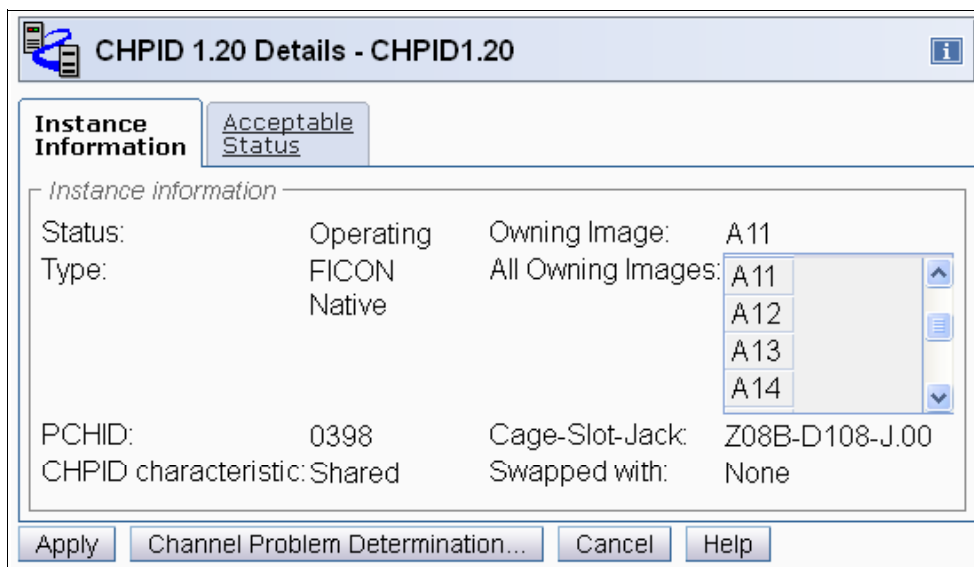 CHPID 1.20 Details - CHPID1.20
i
Instance Information
Acceptable Status
Instance information
Status: Operating
Owning Image: A11
Type: FICON Native
All Owning Images:
A11
A12
A13
A14
PCHID: 0398
Cage-Slot-Jack: Z08B-D108-J.00
CHPID characteristic: Shared
Swapped with: None
Apply
Channel Problem Determination...
Cancel
Help